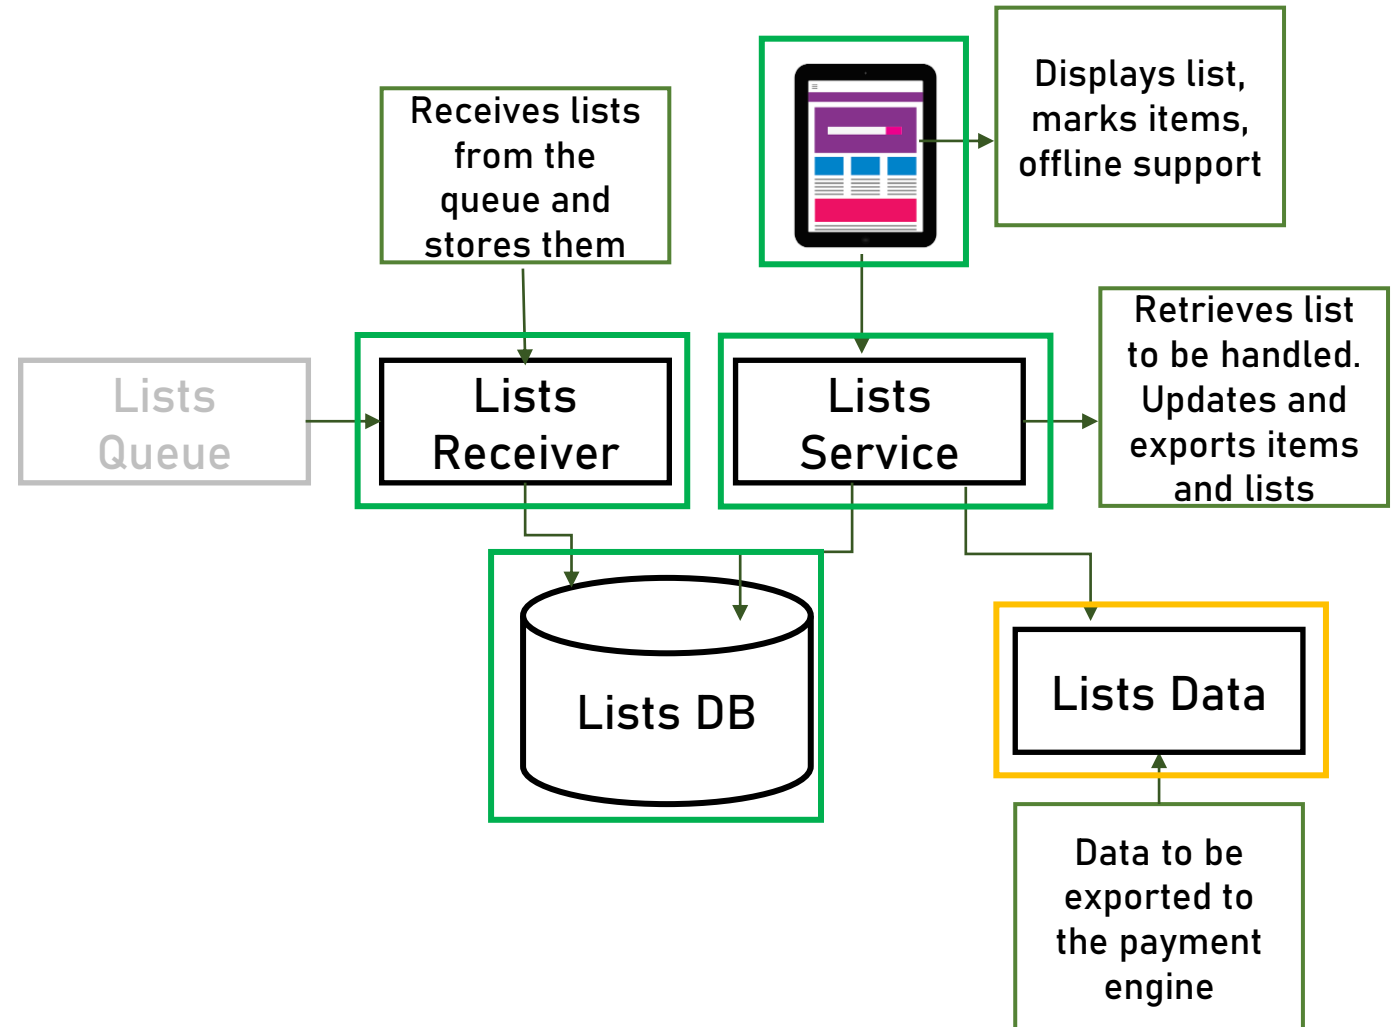 Displays list,
marks items,
offline support
Receives lists
from the
queue and
stores them
Retrieves list
to be handled.
Updates and
exports items
and lists
Lists
Queue
Lists
Receiver
Lists
Service
Lists DB
Lists Data
Data to be
exported to
the payment
engine